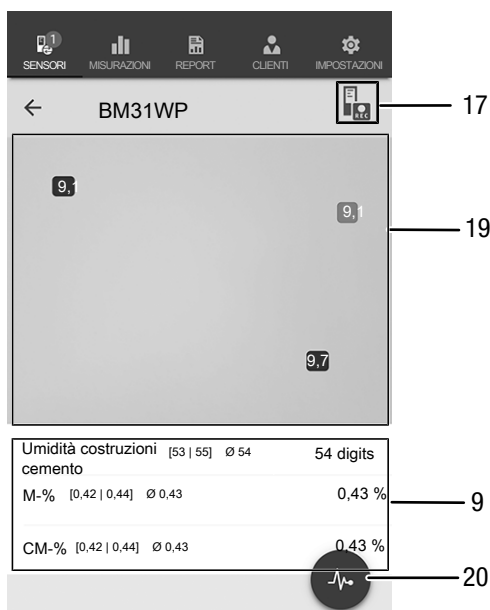 1
SENSORI MISURAZIONI REPORT CLIENTI IMPOSTAZIONI
BM31WP
REC
17
9,1
9,1
19
9,7
Umidità costruzioni [53 | 55] Ø 54 54 digits
cemento
M-% [0,42 | 0,44] Ø 0,43 0,43 %
9
CM-% [0,42 | 0,44] Ø 0,43 0,43 %
20